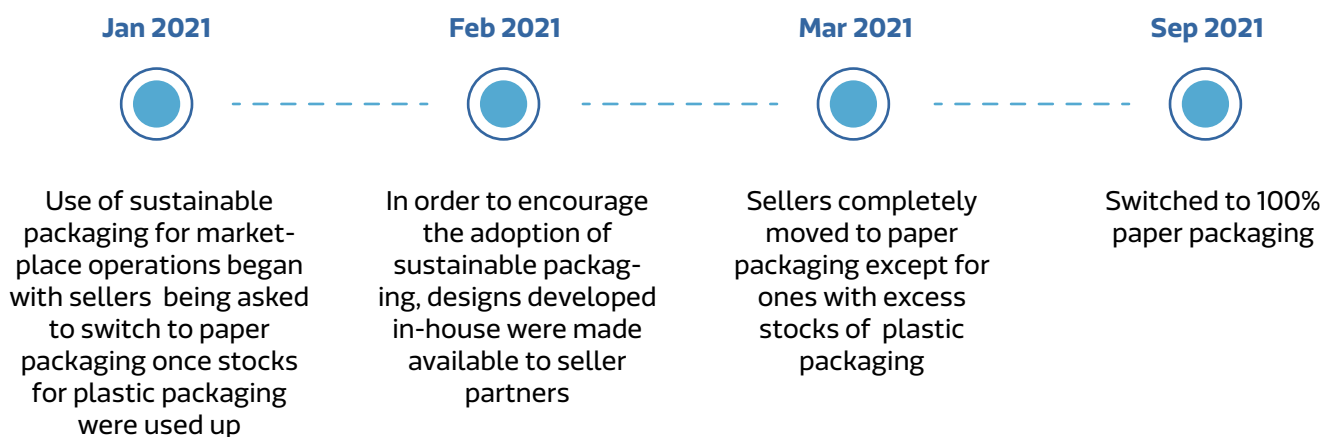 Jan 2021
Use of sustainable
packaging for market-
place operations began
with sellers being asked
to switch to paper
packaging once stocks
for plastic packaging
were used up
Feb 2021
In order to encourage
the adoption of
sustainable packag-
ing, designs developed
in-house were made
available to seller
partners
Mar 2021
Sellers completely
moved to paper
packaging except for
ones with excess
stocks of plastic
packaging
Sep 2021
Switched to 100%
paper packaging